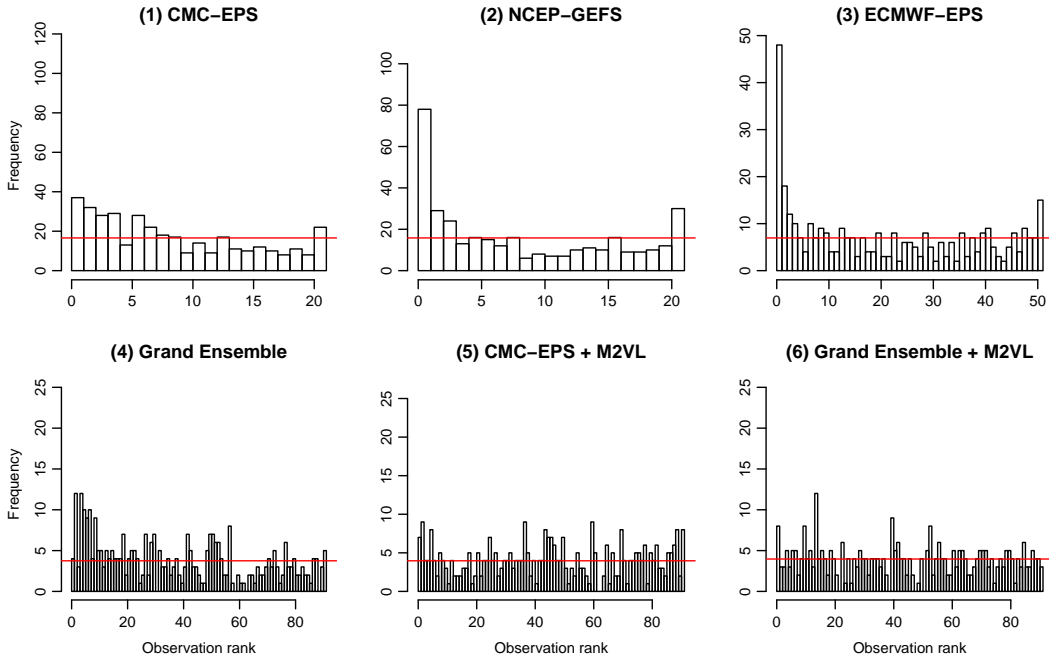 (1) CMC−EPS
Frequency
0 20 40 60 80 100 120
0 5 10 15 20
(2) NCEP−GEFS
0 20 40 60 80 100
0 5 10 15 20
(3) ECMWF−EPS
0 10 20 30 40 50
0 10 20 30 40 50
(4) Grand Ensemble
Frequency
0 5 10 15 20 25
0 20 40 60 80
Observation rank
(5) CMC−EPS + M2VL
0 5 10 15 20 25
0 20 40 60 80
Observation rank
(6) Grand Ensemble + M2VL
0 5 10 15 20 25
0 20 40 60 80
Observation rank